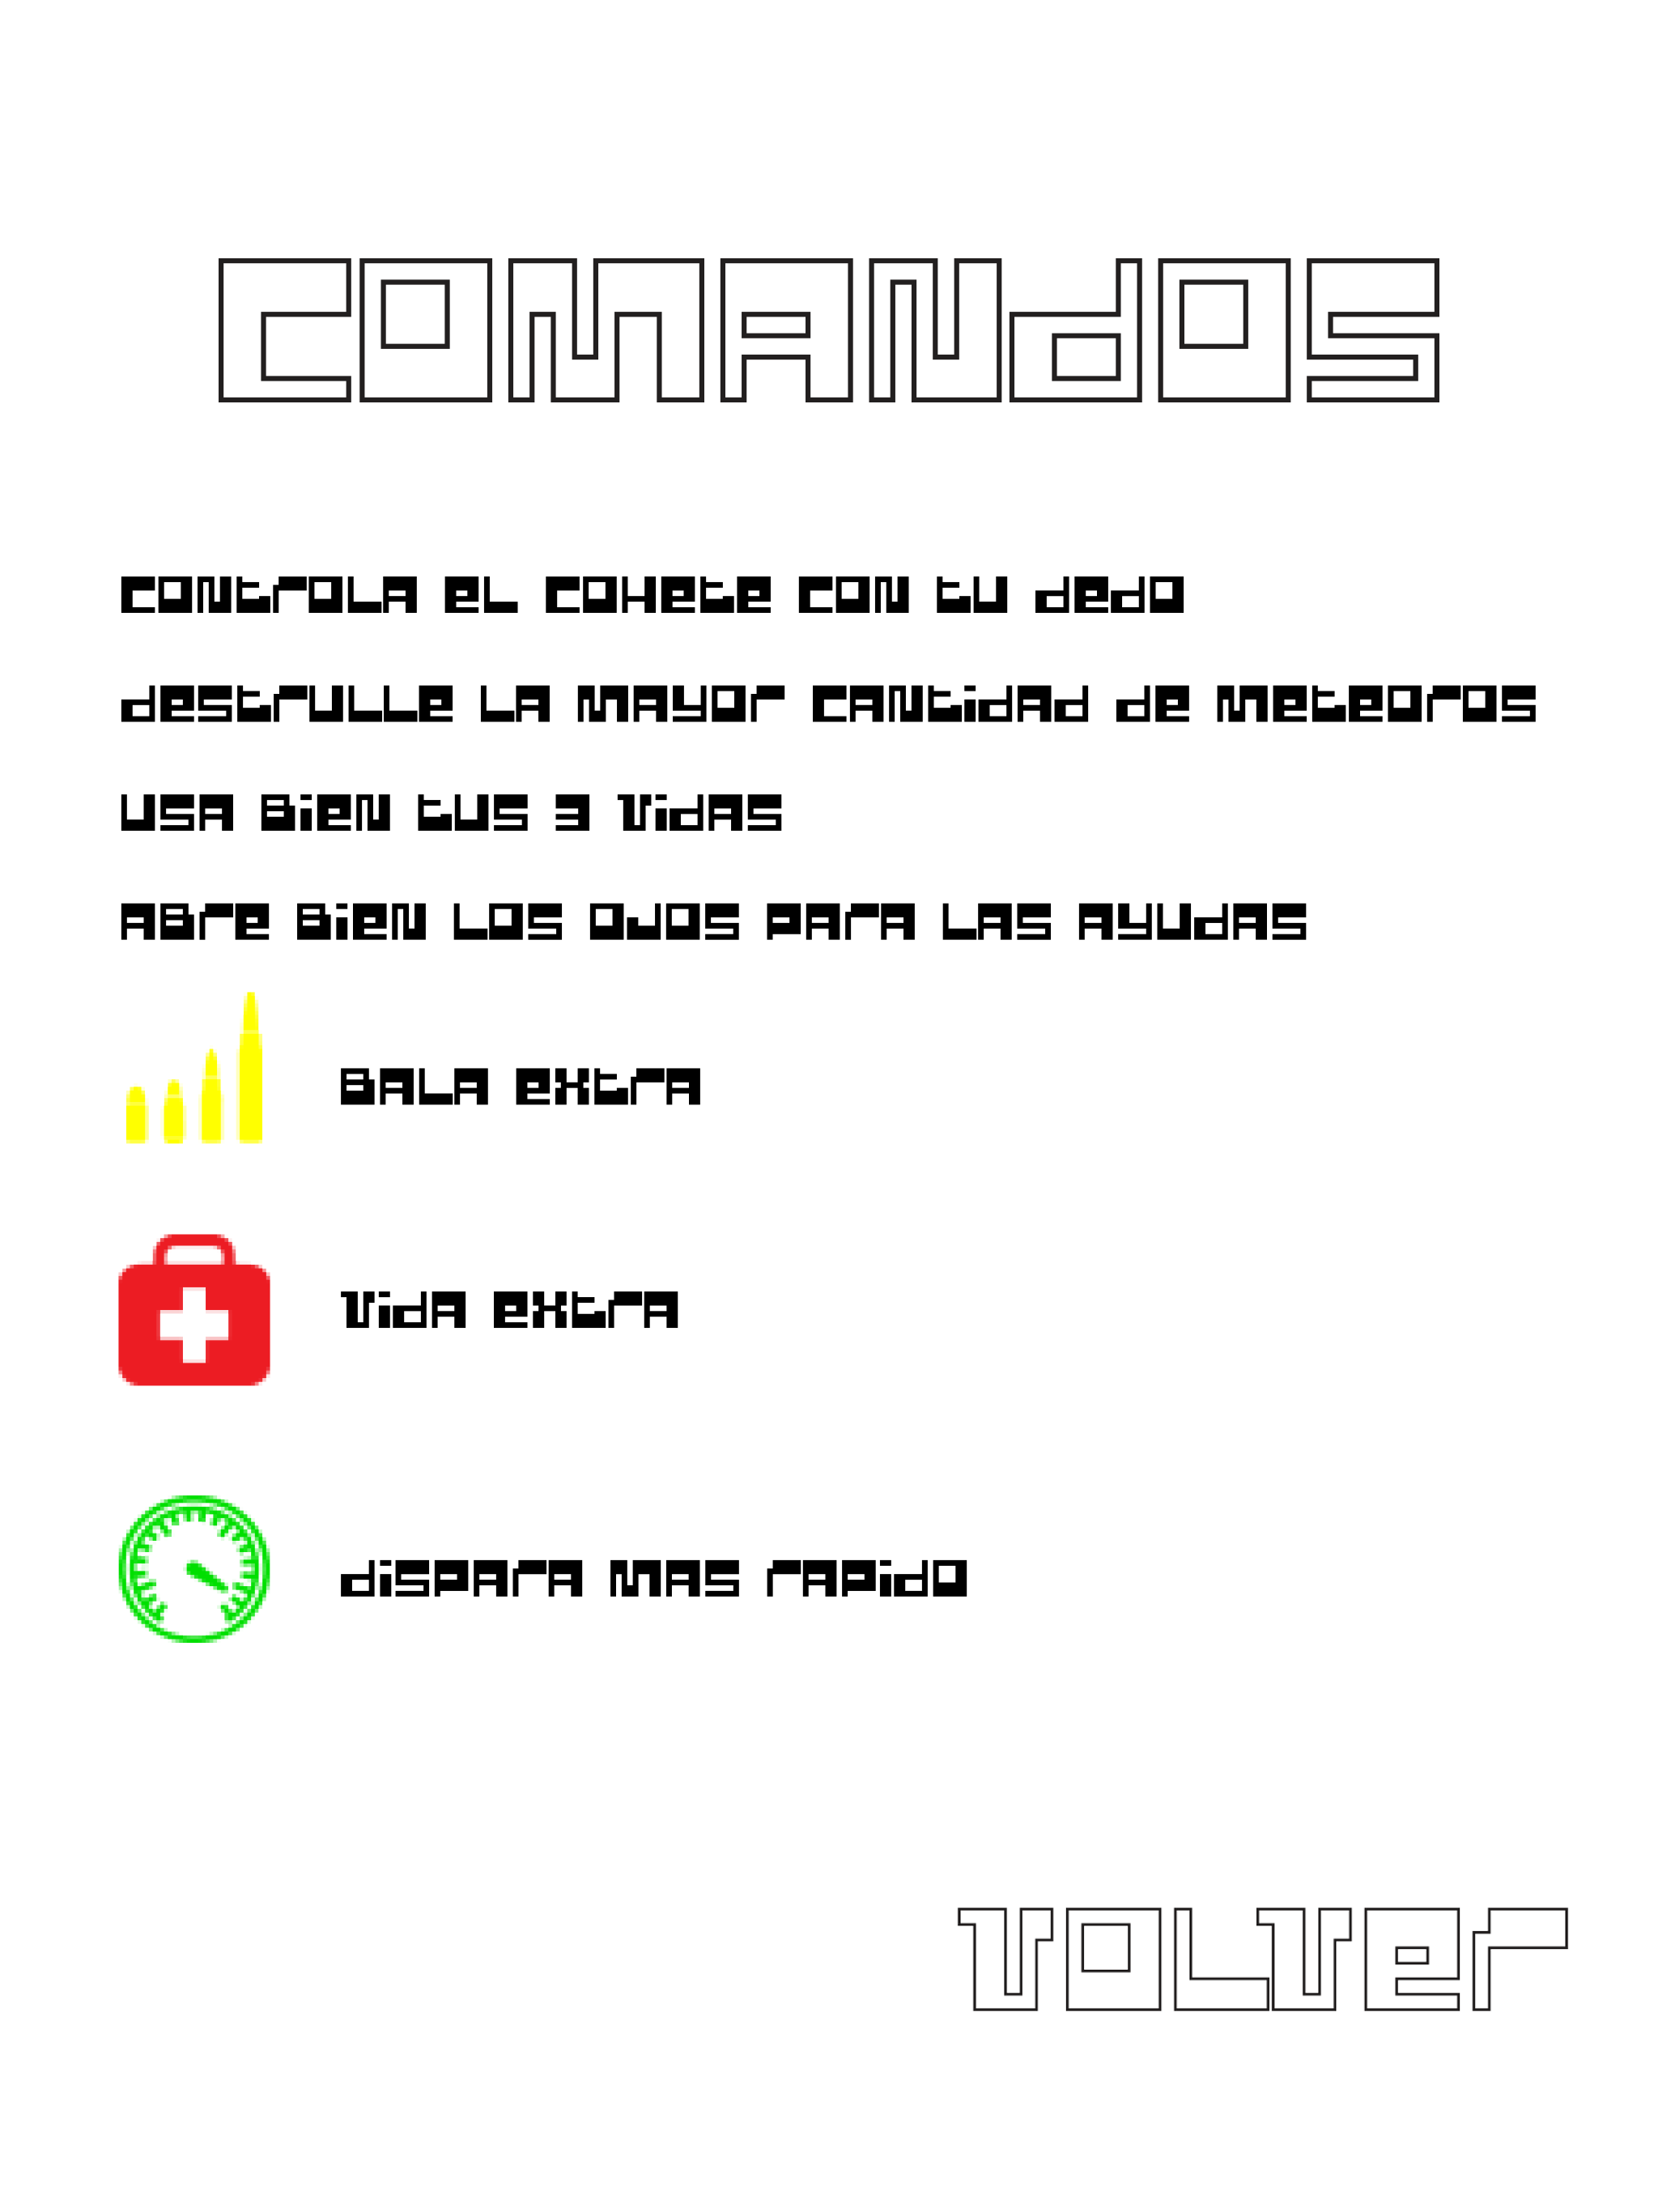 COMANdOS
CONtrOLA eL COHete CON tU dedO
deStrULLe LA MAyOr CANtidAd de MeteOrOS
USA BieN tUS 3 VidAS
ABre BieN LOS OJOS pArA LAS AyUdAS
BALA eXtrA
VidA eXtrA
diSpArA MAS rApidO
VOLVer